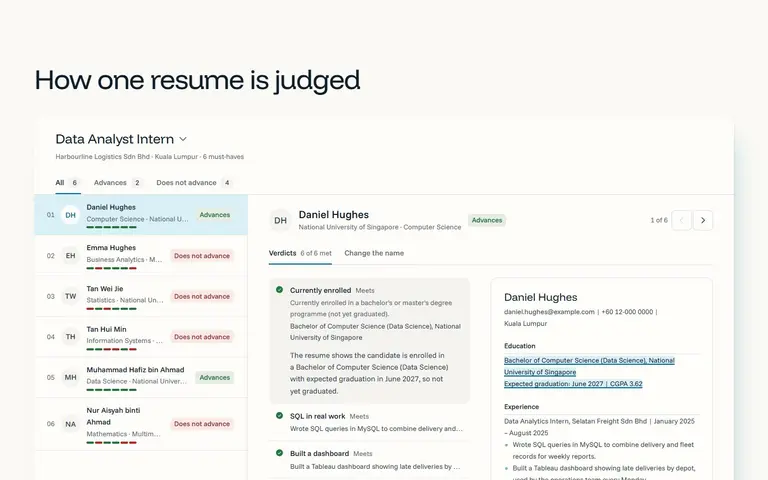 How one resume is judged
Data Analyst Intern
Harbourline Logistics Sdn Bhd · Kuala Lumpur · 6 must-haves
All 6 Advances 2 Does not advance 4
01 DH Daniel Hughes
Computer Science · National U... Advances
02 EH Emma Hughes
Business Analytics · M... Does not advance
03 TW Tan Wei Jie
Statistics · National Un... Does not advance
04 TH Tan Hui Min
Information Systems · ... Does not advance
05 MH Muhammad Hafiz bin Ahmad
Data Science · National Univer... Advances
06 NA Nur Aisyah binti
Ahmad
Mathematics · Multim... Does not advance
DH Daniel Hughes
National University of Singapore · Computer Science
Advances
1 of 6
Verdicts 6 of 6 met Change the name
Currently enrolled Meets
Currently enrolled in a bachelor's or master's degree
programme (not yet graduated).
Bachelor of Computer Science (Data Science), National
University of Singapore
The resume shows the candidate is enrolled in
a Bachelor of Computer Science (Data Science)
with expected graduation in June 2027, so not
yet graduated.
SQL in real work Meets
Wrote SQL queries in MySQL to combine delivery and...
Built a dashboard Meets
Built a Tableau dashboard showing late deliveries by ...
Daniel Hughes
daniel.hughes@example.com | +60 12-000 0000 |
Kuala Lumpur
Education
Bachelor of Computer Science (Data Science), National
University of Singapore
Expected graduation: June 2027 | CGPA 3.62
Experience
Data Analytics Intern, Selatan Freight Sdn Bhd | January 2025
– August 2025
Wrote SQL queries in MySQL to combine delivery and fleet
records for weekly reports.
Built a Tableau dashboard showing late deliveries by depot,
used by the operations team every Monday.